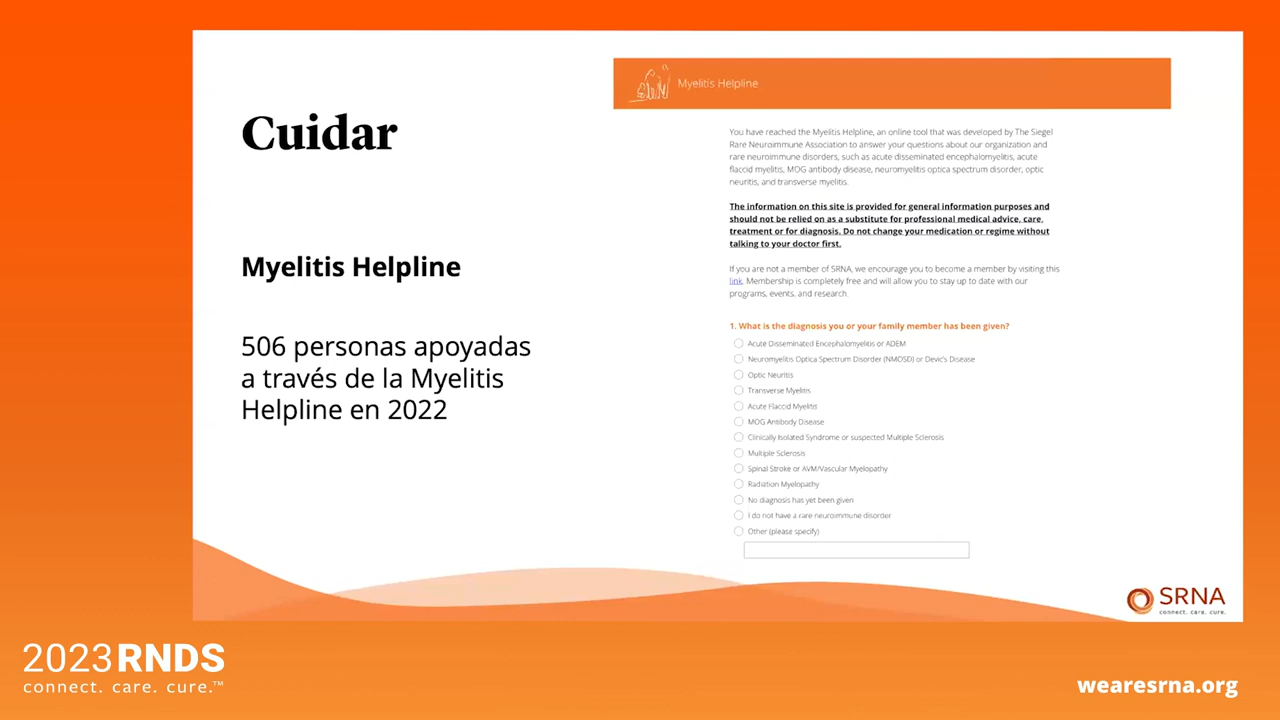 Cuidar
Myelitis Helpline
506 personas apoyadas
a través de la Myelitis
Helpline en 2022
Myelitis Helpline
You have reached the Myelitis Helpline, an online tool that was developed by The Siegel
Rare Neuroimmune Association to answer your questions about our organization and
rare neuroimmune disorders, such as acute disseminated encephalomyelitis, acute
flaccid myelitis, MOG antibody disease, neuromyelitis optica spectrum disorder, optic
neuritis, and transverse myelitis.
The information on this site is provided for general information purposes and
should not be relied on as a substitute for professional medical advice, care,
treatment or for diagnosis. Do not change your medication or regime without
talking to your doctor first.
If you are not a member of SRNA, we encourage you to become a member by visiting this
link. Membership is completely free and will allow you to stay up to date with our
programs, events, and research.
1. What is the diagnosis you or your family member has been given?
Acute Disseminated Encephalomyelitis or ADEM
Neuromyelitis Optica Spectrum Disorder (NMOSD) or Devic's Disease
Optic Neuritis
Transverse Myelitis
Acute Flaccid Myelitis
MOG Antibody Disease
Clinically Isolated Syndrome or suspected Multiple Sclerosis
Multiple Sclerosis
Spinal Stroke or AVM/Vascular Myelopathy
Radiation Myelopathy
No diagnosis has yet been given
I do not have a rare neuroimmune disorder
Other (please specify)
SRNA
connect. care. cure.
2023 RNDS
connect. care. cure.™
wearesrna.org